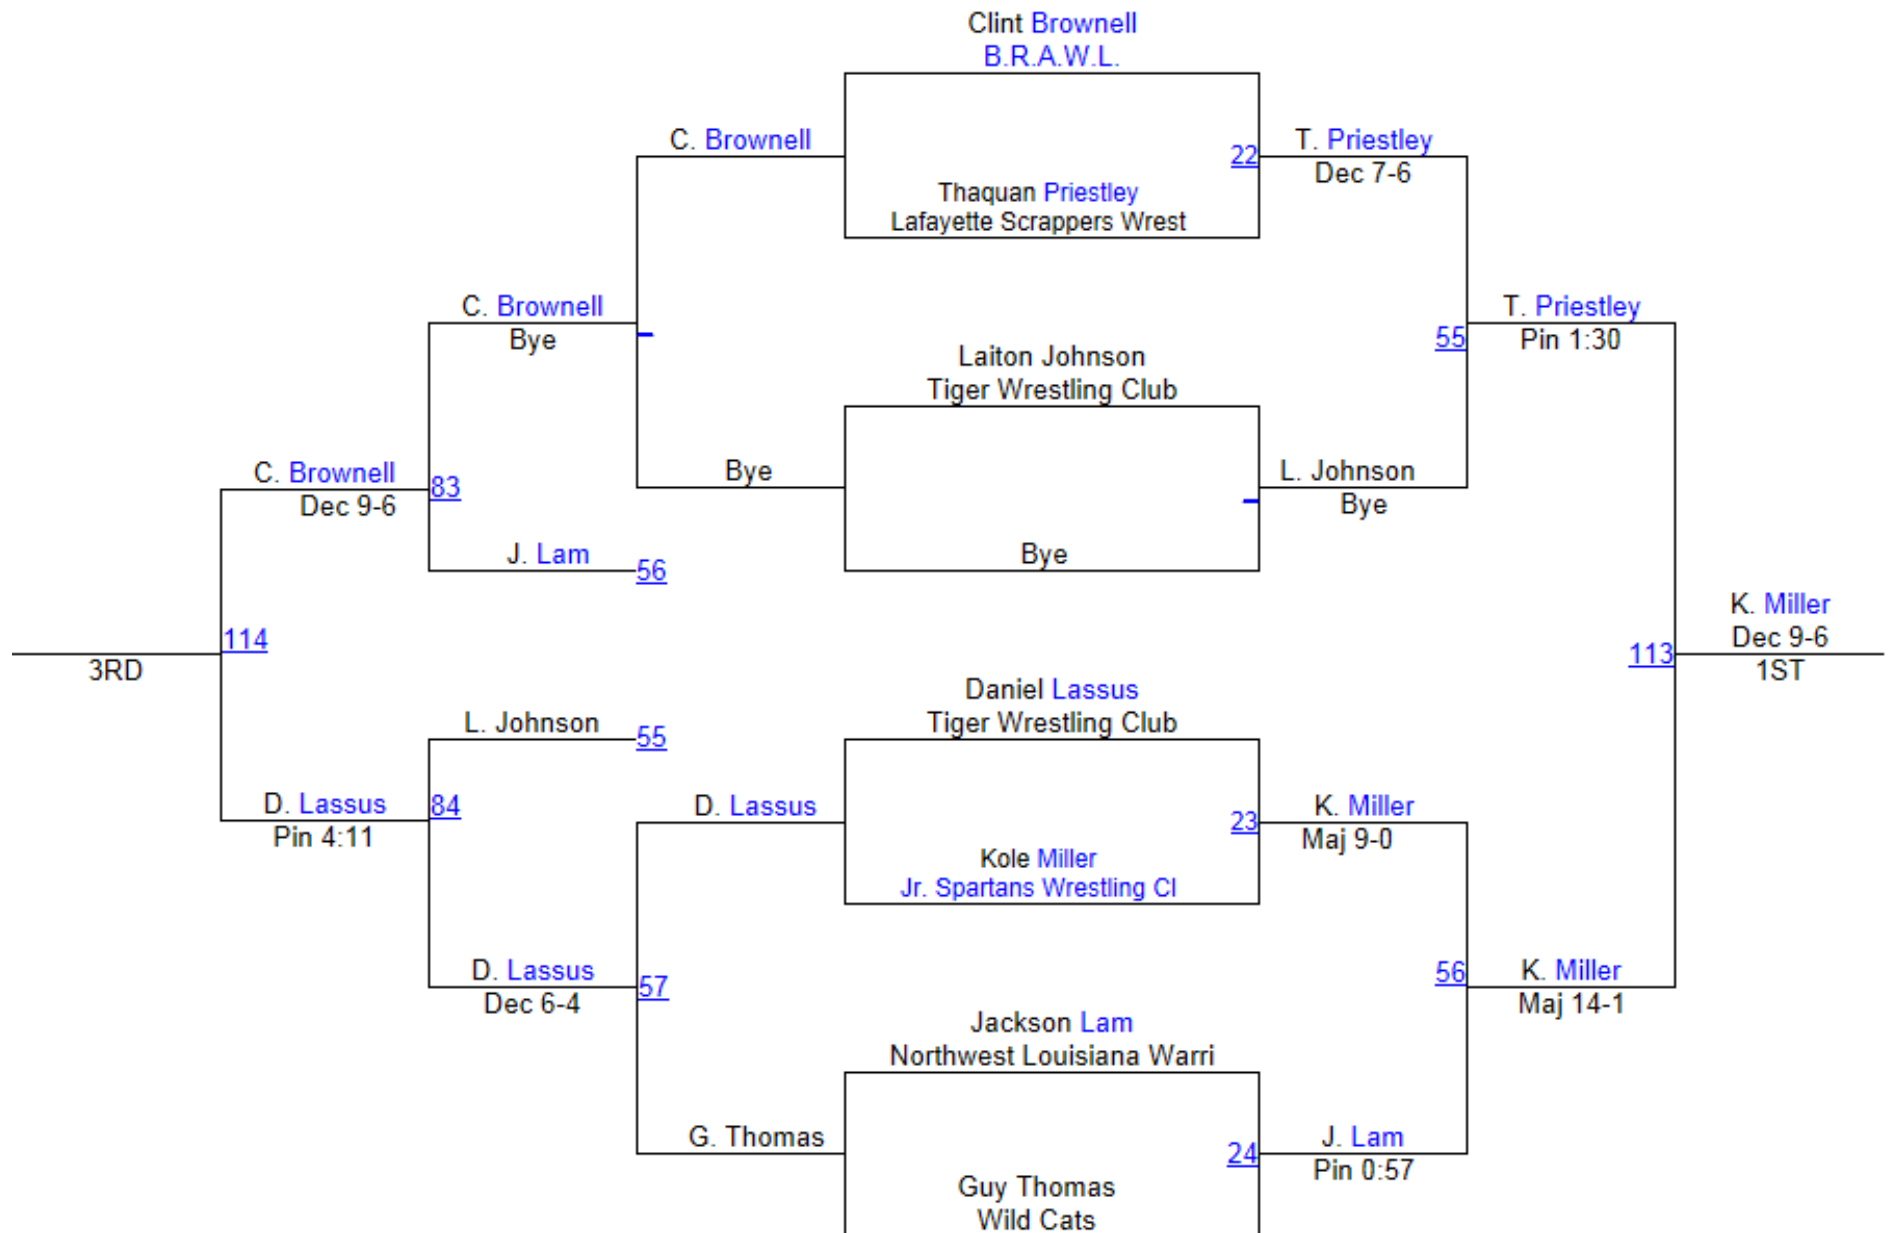 Clint Brownell
B.R.A.W.L.
C. Brownell
22
T. Priestley
Dec 7-6
Thaquan Priestley
Lafayette Scrappers Wrest
C. Brownell
Bye
T. Priestley
Pin 1:30
55
Laiton Johnson
Tiger Wrestling Club
C. Brownell
Dec 9-6
83
Bye
L. Johnson
Bye
J. Lam
56
Bye
K. Miller
Dec 9-6
1ST
113
114
3RD
Daniel Lassus
Tiger Wrestling Club
L. Johnson
55
D. Lassus
Pin 4:11
84
D. Lassus
23
K. Miller
Maj 9-0
Kole Miller
Jr. Spartans Wrestling Cl
D. Lassus
Dec 6-4
57
56
K. Miller
Maj 14-1
Jackson Lam
Northwest Louisiana Warri
G. Thomas
24
J. Lam
Pin 0:57
Guy Thomas
Wild Cats